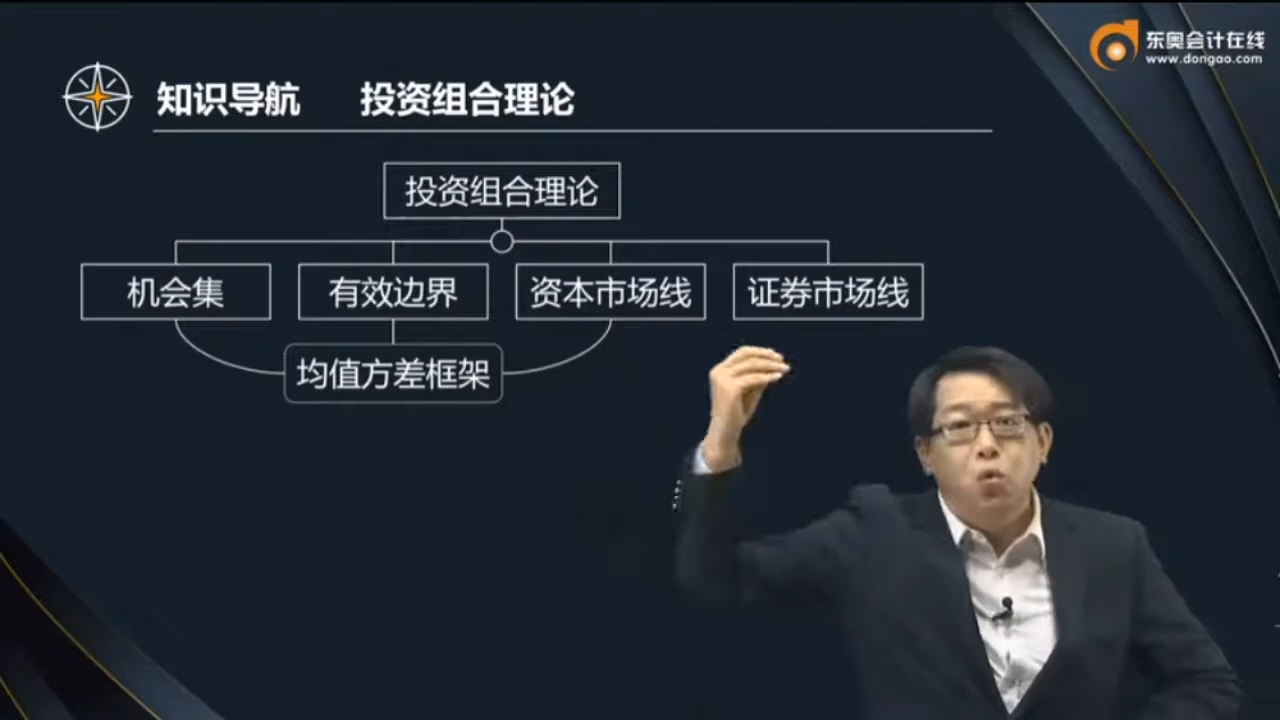 东奥会计在线
www.dongao.com
知识导航 投资组合理论
投资组合理论
机会集 有效边界 资本市场线 证券市场线
均值方差框架